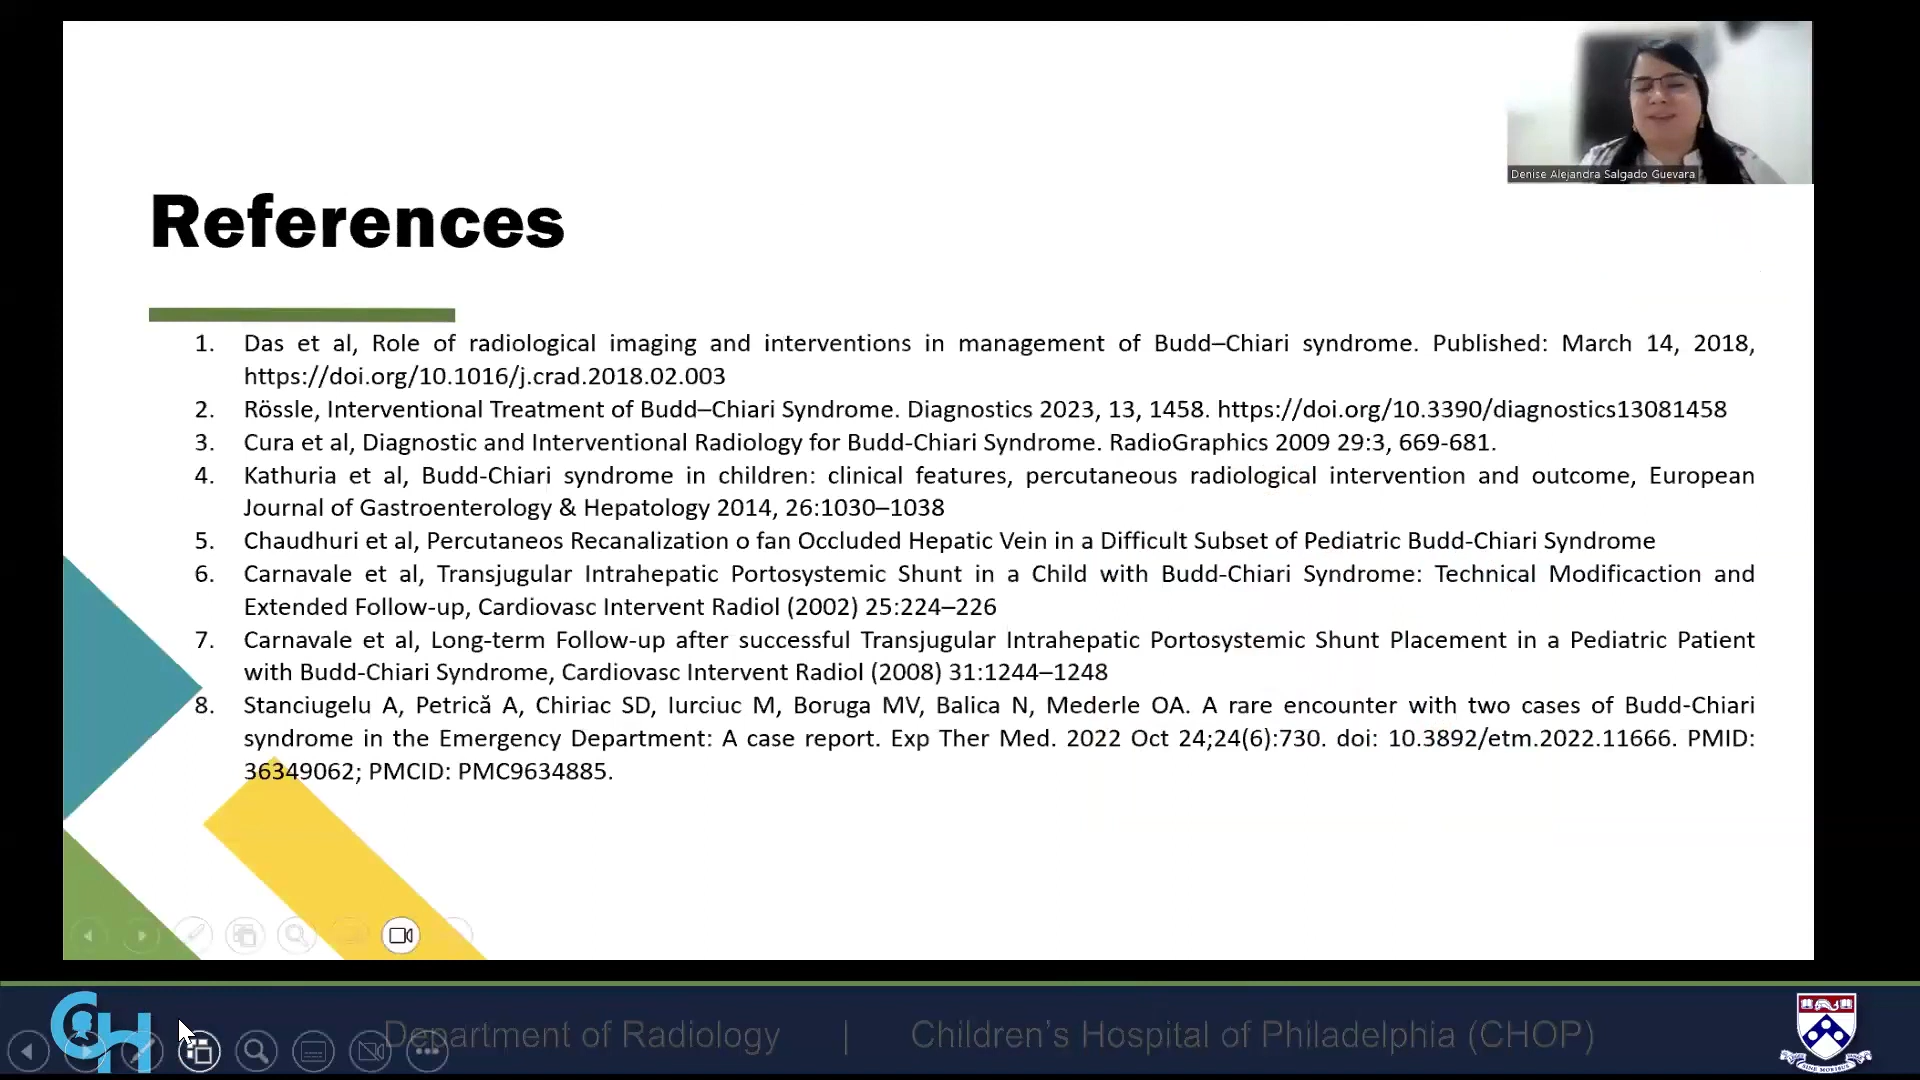 Denise Alejandra Salgado Guevara
References
1. Das et al, Role of radiological imaging and interventions in management of Budd–Chiari syndrome. Published: March 14, 2018,
https://doi.org/10.1016/j.crad.2018.02.003
2. Rössle, Interventional Treatment of Budd–Chiari Syndrome. Diagnostics 2023, 13, 1458. https://doi.org/10.3390/diagnostics13081458
3. Cura et al, Diagnostic and Interventional Radiology for Budd-Chiari Syndrome. RadioGraphics 2009 29:3, 669-681.
4. Kathuria et al, Budd-Chiari syndrome in children: clinical features, percutaneous radiological intervention and outcome, European
Journal of Gastroenterology & Hepatology 2014, 26:1030–1038
5. Chaudhuri et al, Percutaneos Recanalization o fan Occluded Hepatic Vein in a Difficult Subset of Pediatric Budd-Chiari Syndrome
6. Carnavale et al, Transjugular Intrahepatic Portosystemic Shunt in a Child with Budd-Chiari Syndrome: Technical Modificaction and
Extended Follow-up, Cardiovasc Intervent Radiol (2002) 25:224–226
7. Carnavale et al, Long-term Follow-up after successful Transjugular Intrahepatic Portosystemic Shunt Placement in a Pediatric Patient
with Budd-Chiari Syndrome, Cardiovasc Intervent Radiol (2008) 31:1244–1248
8. Stanciugelu A, Petrică A, Chiriac SD, Iurciuc M, Boruga MV, Balica N, Mederle OA. A rare encounter with two cases of Budd-Chiari
syndrome in the Emergency Department: A case report. Exp Ther Med. 2022 Oct 24;24(6):730. doi: 10.3892/etm.2022.11666. PMID:
36349062; PMCID: PMC9634885.
CH
Department of Radiology | Children's Hospital of Philadelphia (CHOP)